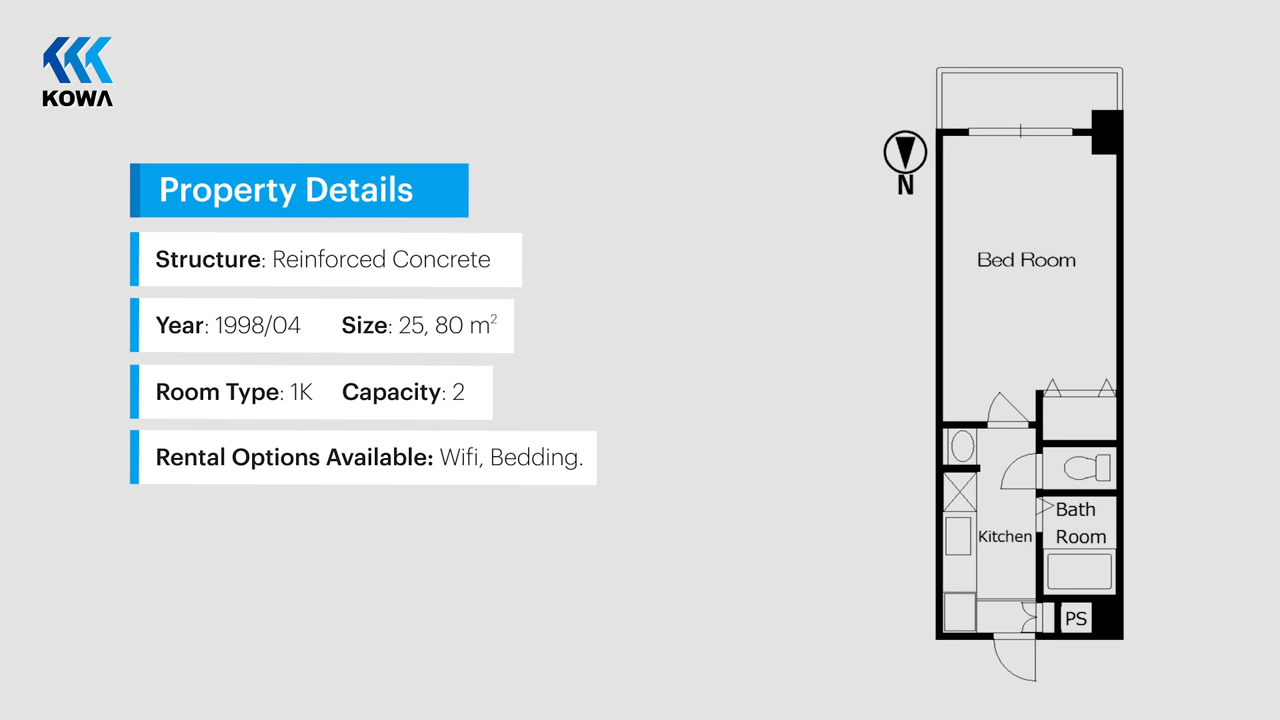 KOWA
Property Details
Structure: Reinforced Concrete
Year: 1998/04 Size: 25, 80 m²
Room Type: 1K Capacity: 2
Rental Options Available: Wifi, Bedding.
N
Bed Room
Kitchen
Bath
Room
PS